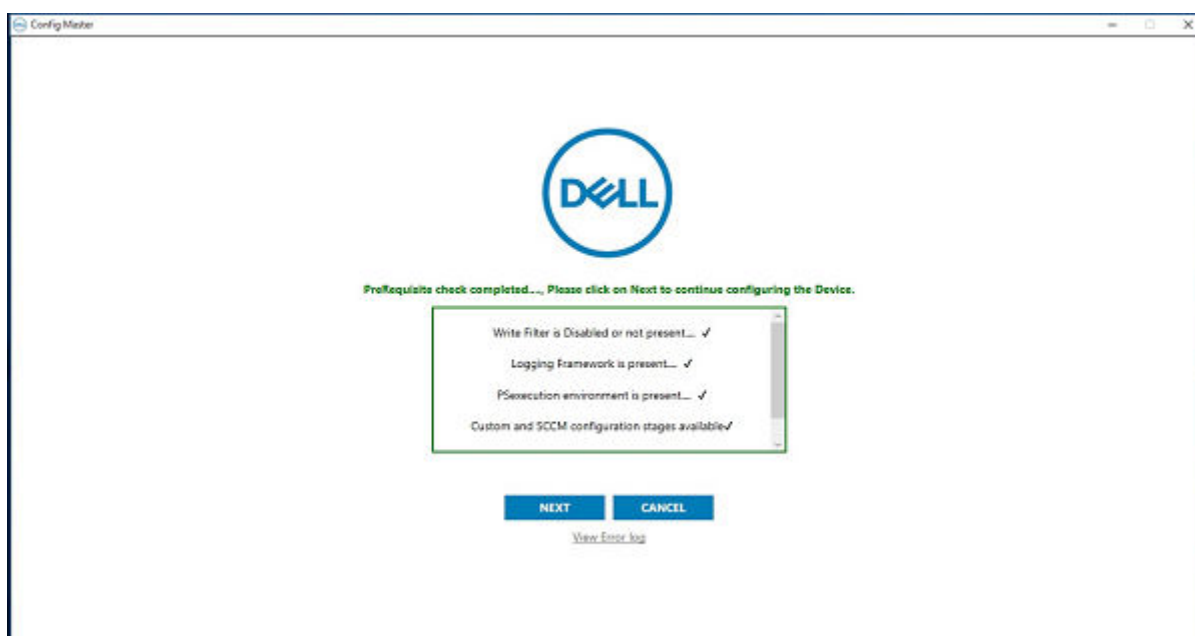 Config Master
DELL
PreRequisite check completed...., Please click on Next to continue configuring the Device.
Write Filter is Disabled or not present.... ✓
Logging Framework is present.... ✓
PSexecution environment is present.... ✓
Custom and SCCM configuration stages available✓
NEXT
CANCEL
View Error log